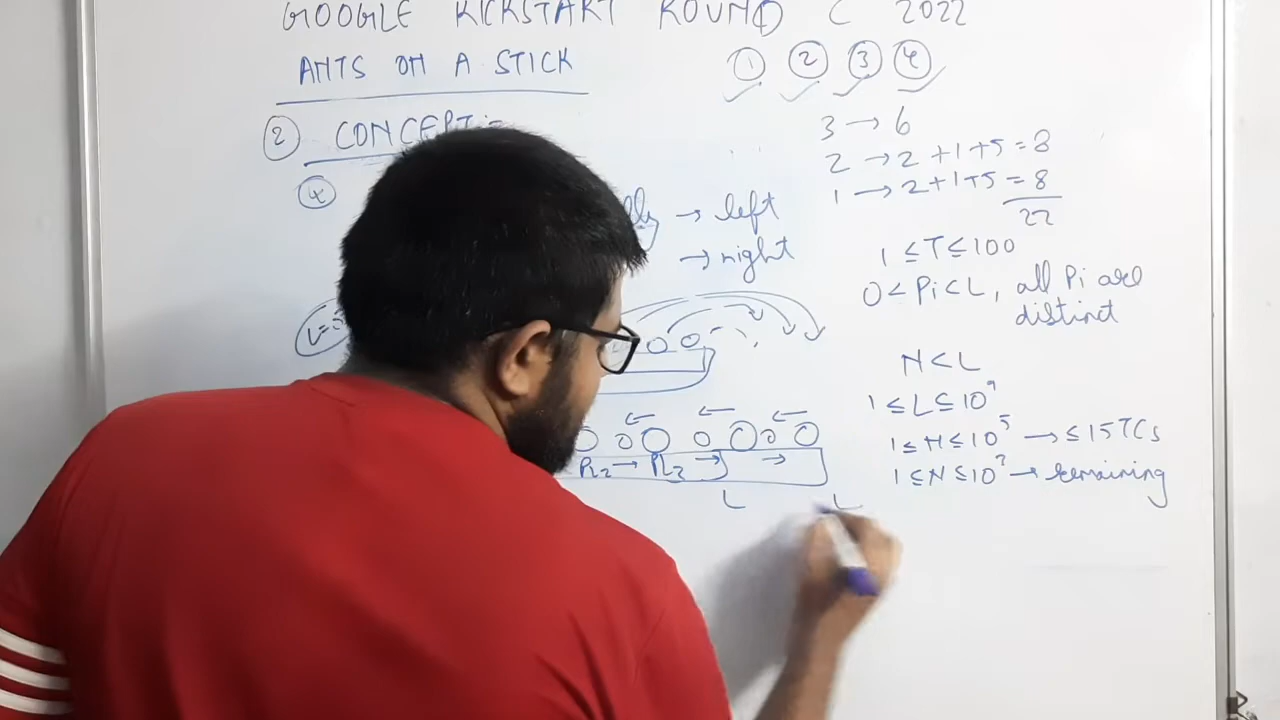 GOOGLE KICKSTART ROUND C 2022
ANTS ON A STICK
1 2 3 4
2 CONCEPT :-
4
→ left
→ right
L
L
3 → 6
2 → 2 + 1 + 5 = 8
1 → 2 + 1 + 5 = 8
22
1 ≤ T ≤ 100
0 < Pi < L, all Pi are
distinct
N < L
1 ≤ L ≤ 10⁹
1 ≤ N ≤ 10⁵ → ≤ 15 TCs
1 ≤ N ≤ 10² → remaining